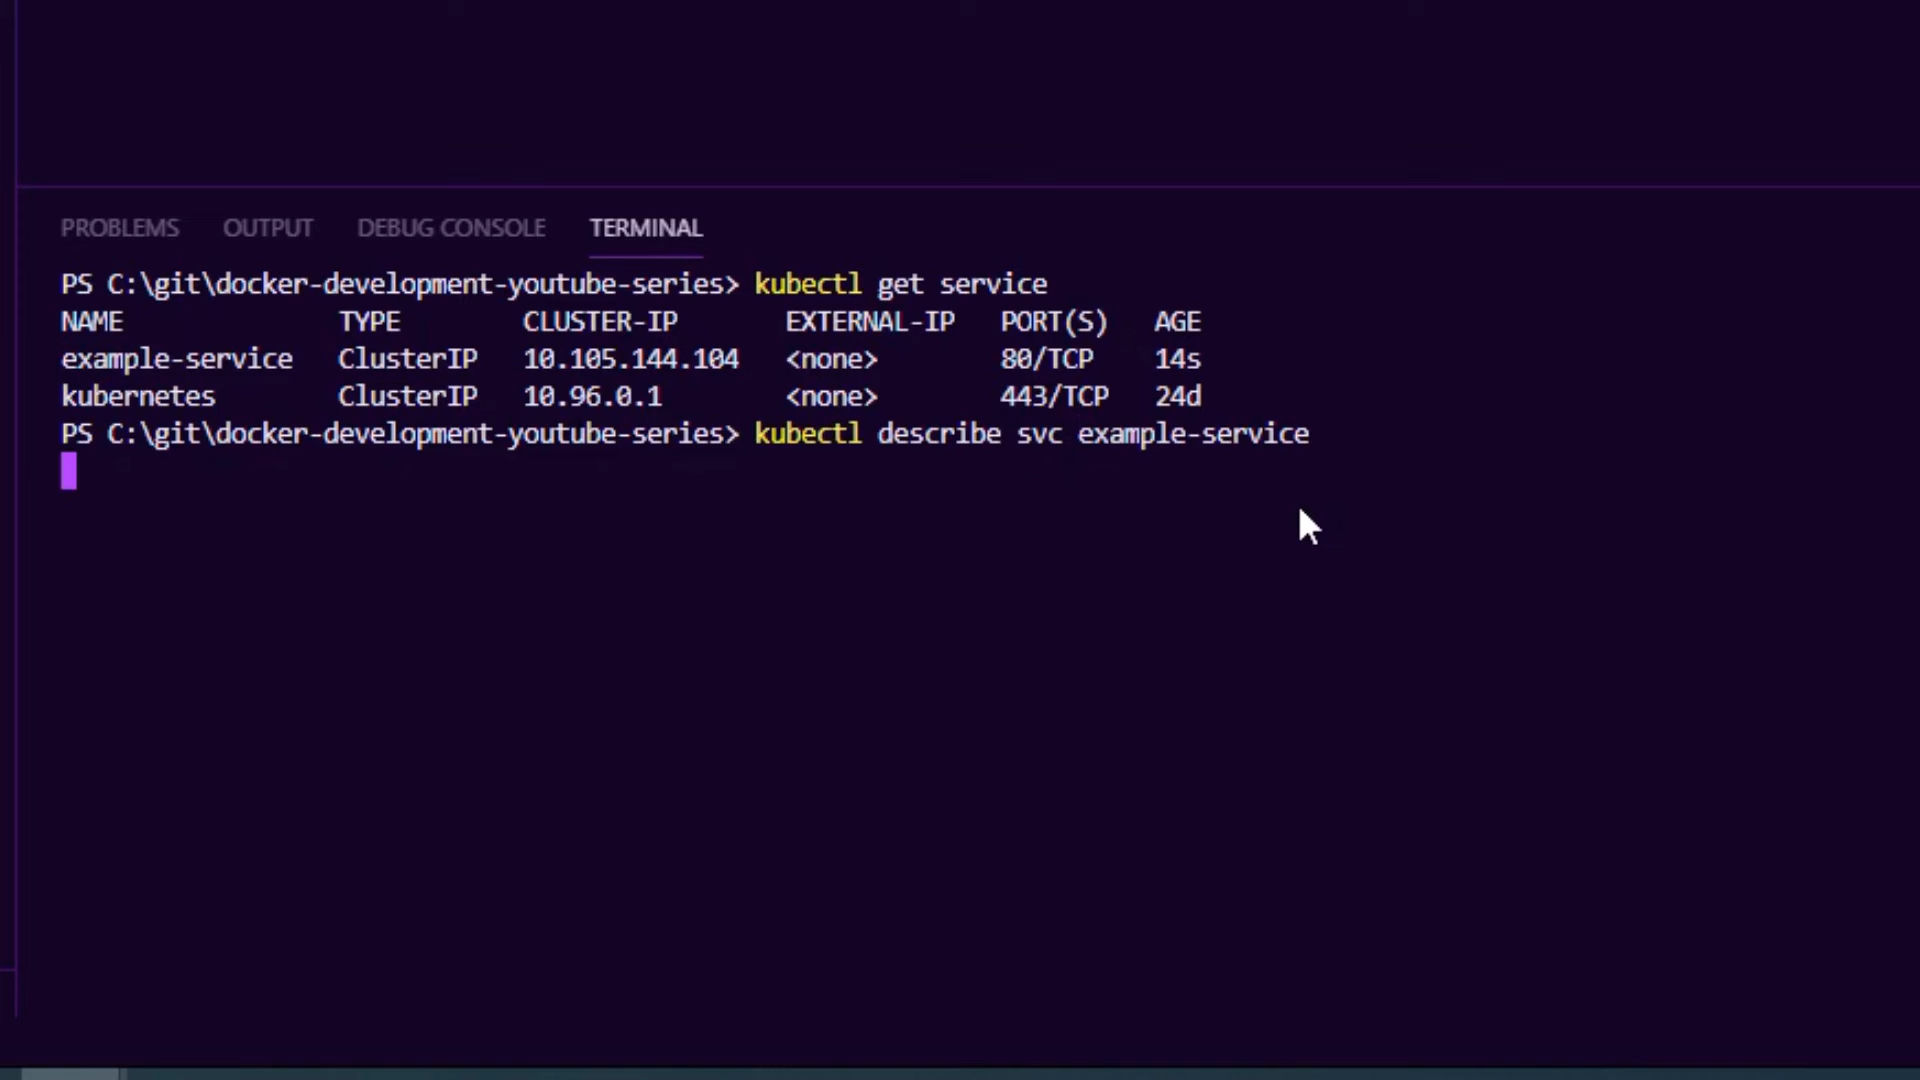 PROBLEMS OUTPUT DEBUG CONSOLE TERMINAL
PS C:\git\docker-development-youtube-series> kubectl get service
NAME TYPE CLUSTER-IP EXTERNAL-IP PORT(S) AGE
example-service ClusterIP 10.105.144.104 <none> 80/TCP 14s
kubernetes ClusterIP 10.96.0.1 <none> 443/TCP 24d
PS C:\git\docker-development-youtube-series> kubectl describe svc example-service